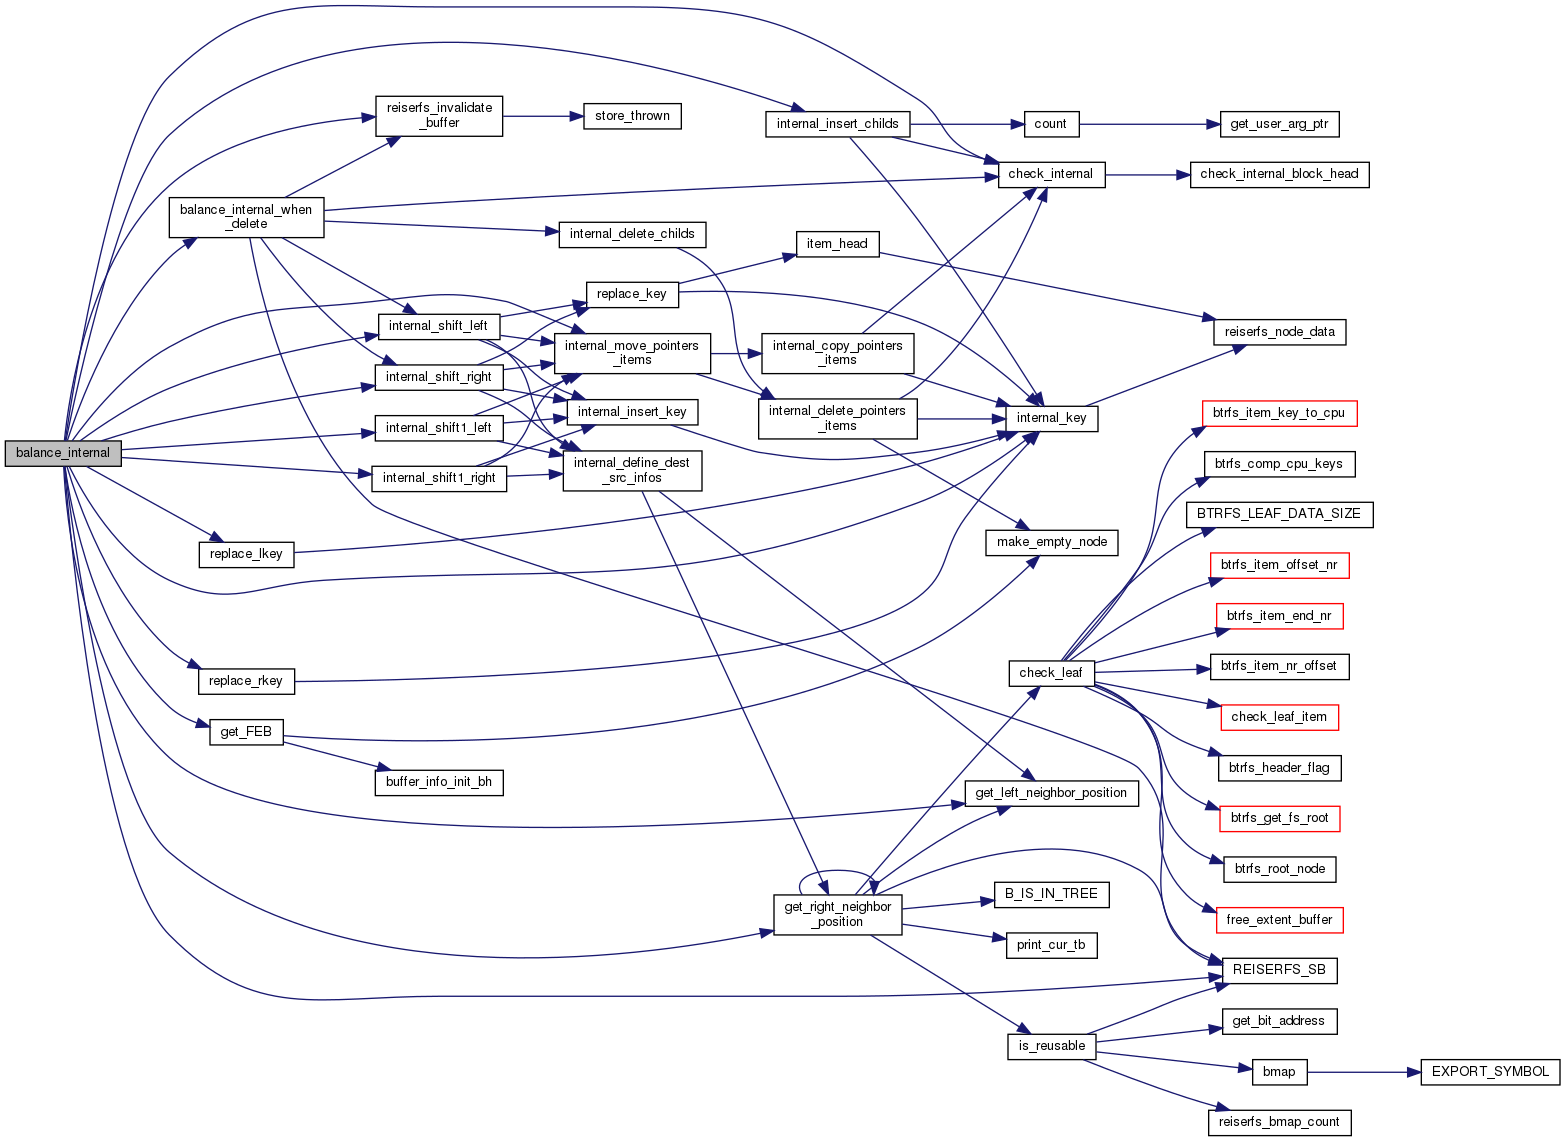 reiserfs_invalidate
_buffer
store_thrown
internal_insert_childs
count
get_user_arg_ptr
check_internal
check_internal_block_head
balance_internal_when
_delete
internal_delete_childs
item_head
replace_key
internal_shift_left
reiserfs_node_data
internal_move_pointers
_items
internal_copy_pointers
_items
internal_shift_right
internal_insert_key
internal_delete_pointers
_items
internal_key
btrfs_item_key_to_cpu
internal_shift1_left
balance_internal
internal_define_dest
_src_infos
btrfs_comp_cpu_keys
internal_shift1_right
BTRFS_LEAF_DATA_SIZE
make_empty_node
replace_lkey
btrfs_item_offset_nr
btrfs_item_end_nr
btrfs_item_nr_offset
check_leaf
replace_rkey
check_leaf_item
get_FEB
btrfs_header_flag
buffer_info_init_bh
get_left_neighbor_position
btrfs_get_fs_root
btrfs_root_node
B_IS_IN_TREE
get_right_neighbor
_position
free_extent_buffer
print_cur_tb
REISERFS_SB
get_bit_address
is_reusable
bmap
EXPORT_SYMBOL
reiserfs_bmap_count